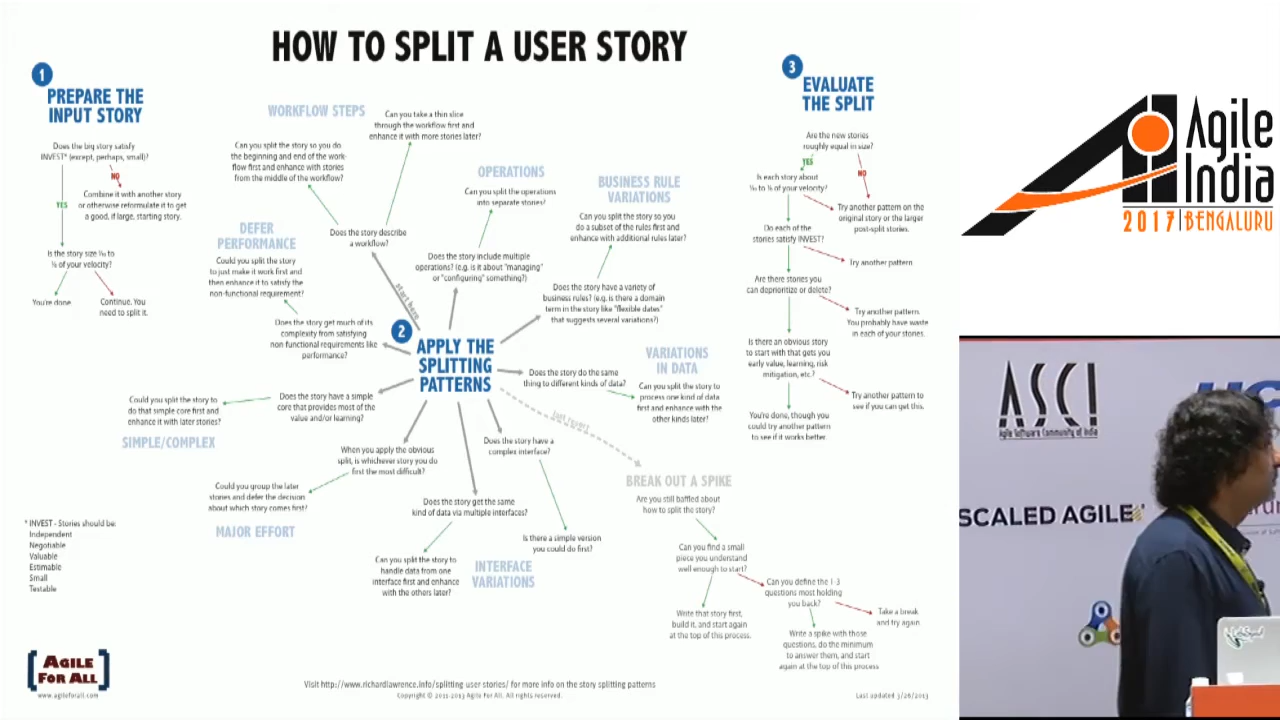 HOW TO SPLIT A USER STORY
1
PREPARE THE
INPUT STORY
Does the big story satisfy
INVEST* (except, perhaps, small)?
NO
Combine it with another story
or otherwise reformulate it to get
a good, if large, starting story.
YES
Is the story size ⅒ to
⅙ of your velocity?
You're done
Continue. You
need to split it.
WORKFLOW STEPS
Can you take a thin slice
through the workflow first and
enhance it with more stories later?
Can you split the story so you do
the beginning and end of the work-
flow first and enhance with stories
from the middle of the workflow?
Does the story describe
a workflow?
OPERATIONS
Can you split the operations
into separate stories?
Does the story include multiple
operations? (e.g. is it about "managing"
or "configuring" something?)
BUSINESS RULE
VARIATIONS
Can you split the story so you
do a subset of the rules first and
enhance with additional rules later?
Does the story have a variety of
business rules? (e.g. is there a domain
term in the story like "flexible dates"
that suggests several variations?)
DEFER
PERFORMANCE
Could you split the story
to just make it work first and
then enhance it to satisfy the
non-functional requirement?
Does the story get much of its
complexity from satisfying
non functional requirements like
performance?
start here
2
APPLY THE
SPLITTING
PATTERNS
VARIATIONS
IN DATA
Does the story do the same
thing to different kinds of data?
Can you split the story to
process one kind of data
first and enhance with the
other kinds later?
last resort
Could you split the story to
do that simple core first and
enhance it with later stories?
SIMPLE/COMPLEX
Does the story have a simple
core that provides most of the
value and/or learning?
When you apply the obvious
split, is whichever story you do
first the most difficult?
Could you group the later
stories and defer the decision
about which story comes first?
MAJOR EFFORT
Does the story have a
complex interface?
Does the story get the same
kind of data via multiple interfaces?
Is there a simple version
you could do first?
Can you split the story to
handle data from one
interface first and enhance
with the others later?
INTERFACE
VARIATIONS
BREAK OUT A SPIKE
Are you still baffled about
how to split the story?
Can you find a small
piece you understand
well enough to start?
Write that story first,
build it, and start again
at the top of this process.
Can you define the 1-3
questions most holding
you back?
Take a break
and try again
Write a spike with those
questions, do the minimum
to answer them, and start
again at the top of this process
3
EVALUATE
THE SPLIT
Are the new stories
roughly equal in size?
YES
NO
Is each story about
⅒ to ⅙ of your velocity?
Try another pattern on the
original story or the larger
post-split stories.
Do each of the
stories satisfy INVEST?
Try another pattern
Are there stories you
can deprioritize or delete?
Try another pattern.
You probably have waste
in each of your stories.
Is there an obvious story
to start with that gets you
early value, learning, risk
mitigation, etc.?
Try another pattern to
see if you can get this.
You're done, though you
could try another pattern
to see if it works better.
* INVEST - Stories should be:
Independent
Negotiable
Valuable
Estimable
Small
Testable
AGILE
FOR ALL
www.agileforall.com
Visit http://www.richardlawrence.info/splitting user stories/ for more info on the story splitting patterns
Copyright © 2011-2013 Agile For All. All rights reserved.
Last updated 3/26/2013
Agile
India
2017 | BENGALURU
ASCI
Agile Software Community of India
SCALED AGILE